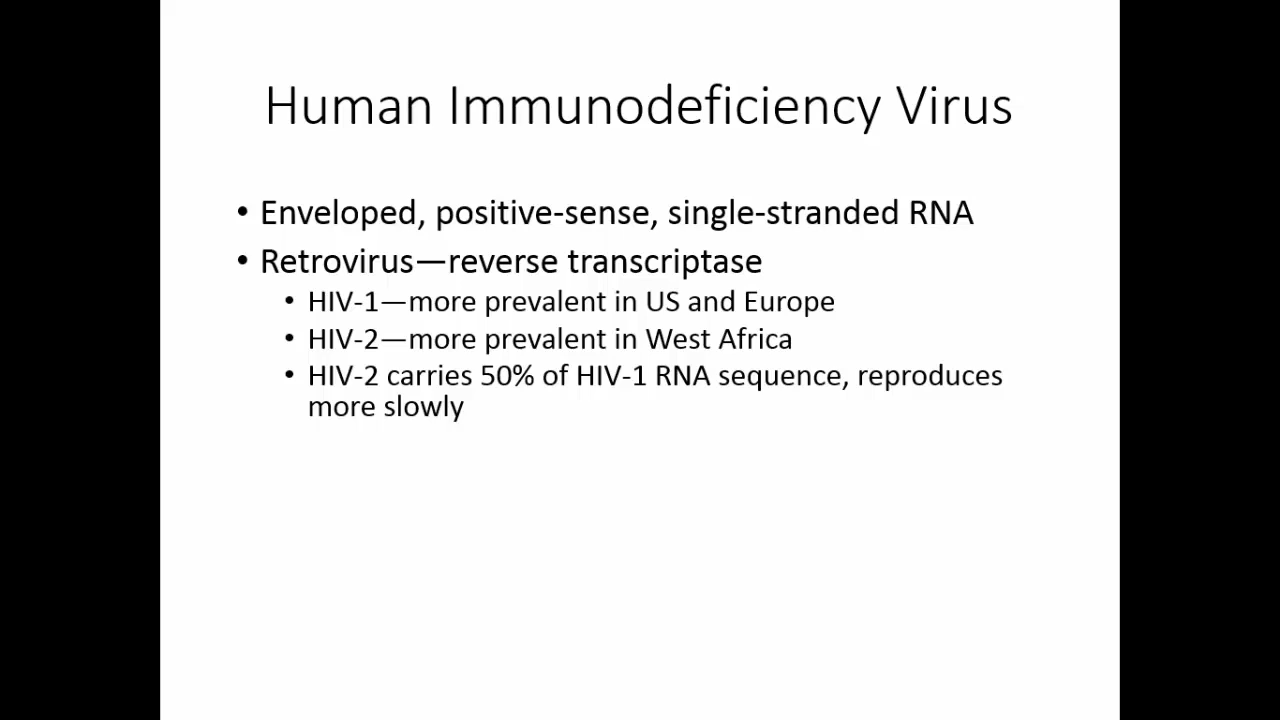 Human Immunodeficiency Virus
• Enveloped, positive-sense, single-stranded RNA
• Retrovirus—reverse transcriptase
• HIV-1—more prevalent in US and Europe
• HIV-2—more prevalent in West Africa
• HIV-2 carries 50% of HIV-1 RNA sequence, reproduces
more slowly